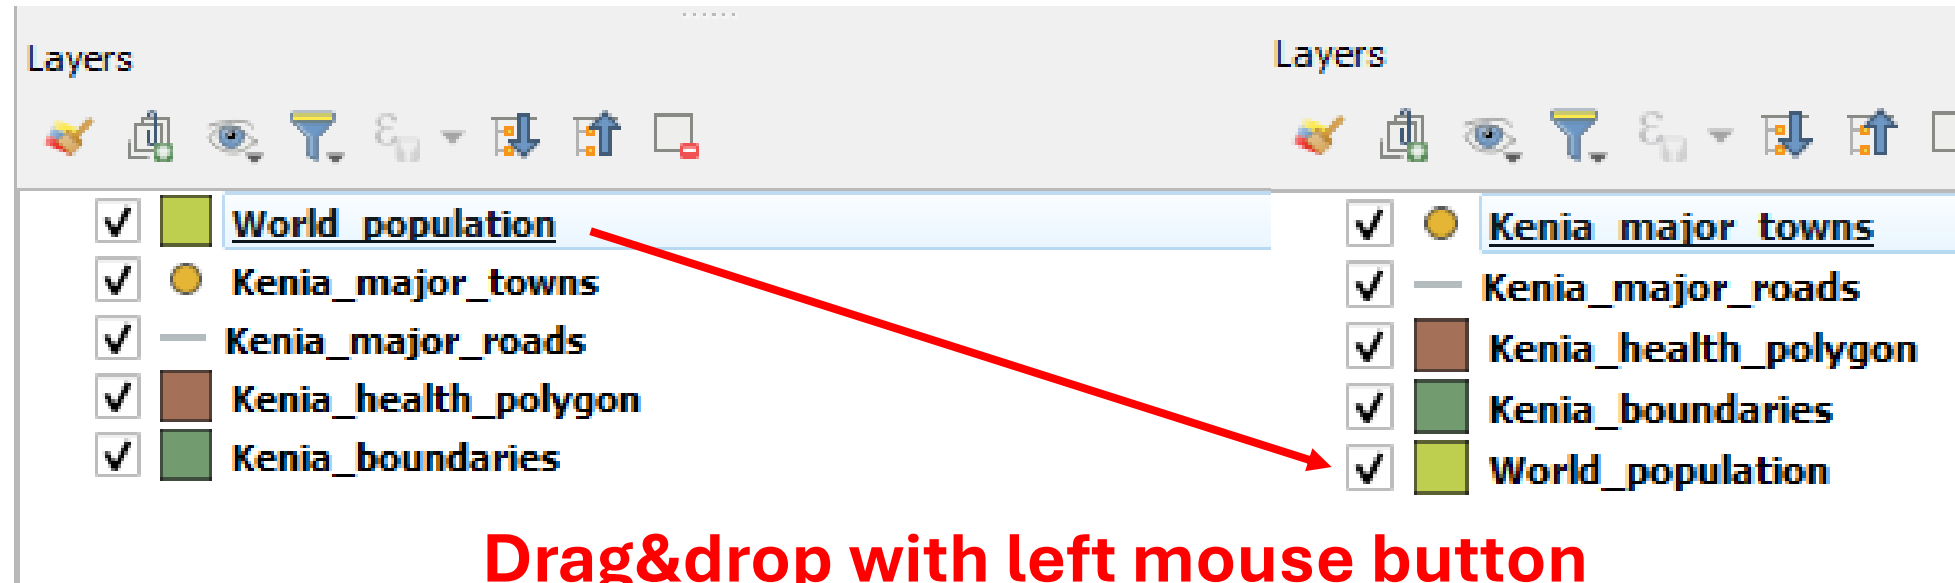 Layers
World_population
Kenia_major_towns
Kenia_major_roads
Kenia_health_polygon
Kenia_boundaries
Layers
Kenia_major_towns
Kenia_major_roads
Kenia_health_polygon
Kenia_boundaries
World_population
Drag&drop with left mouse button